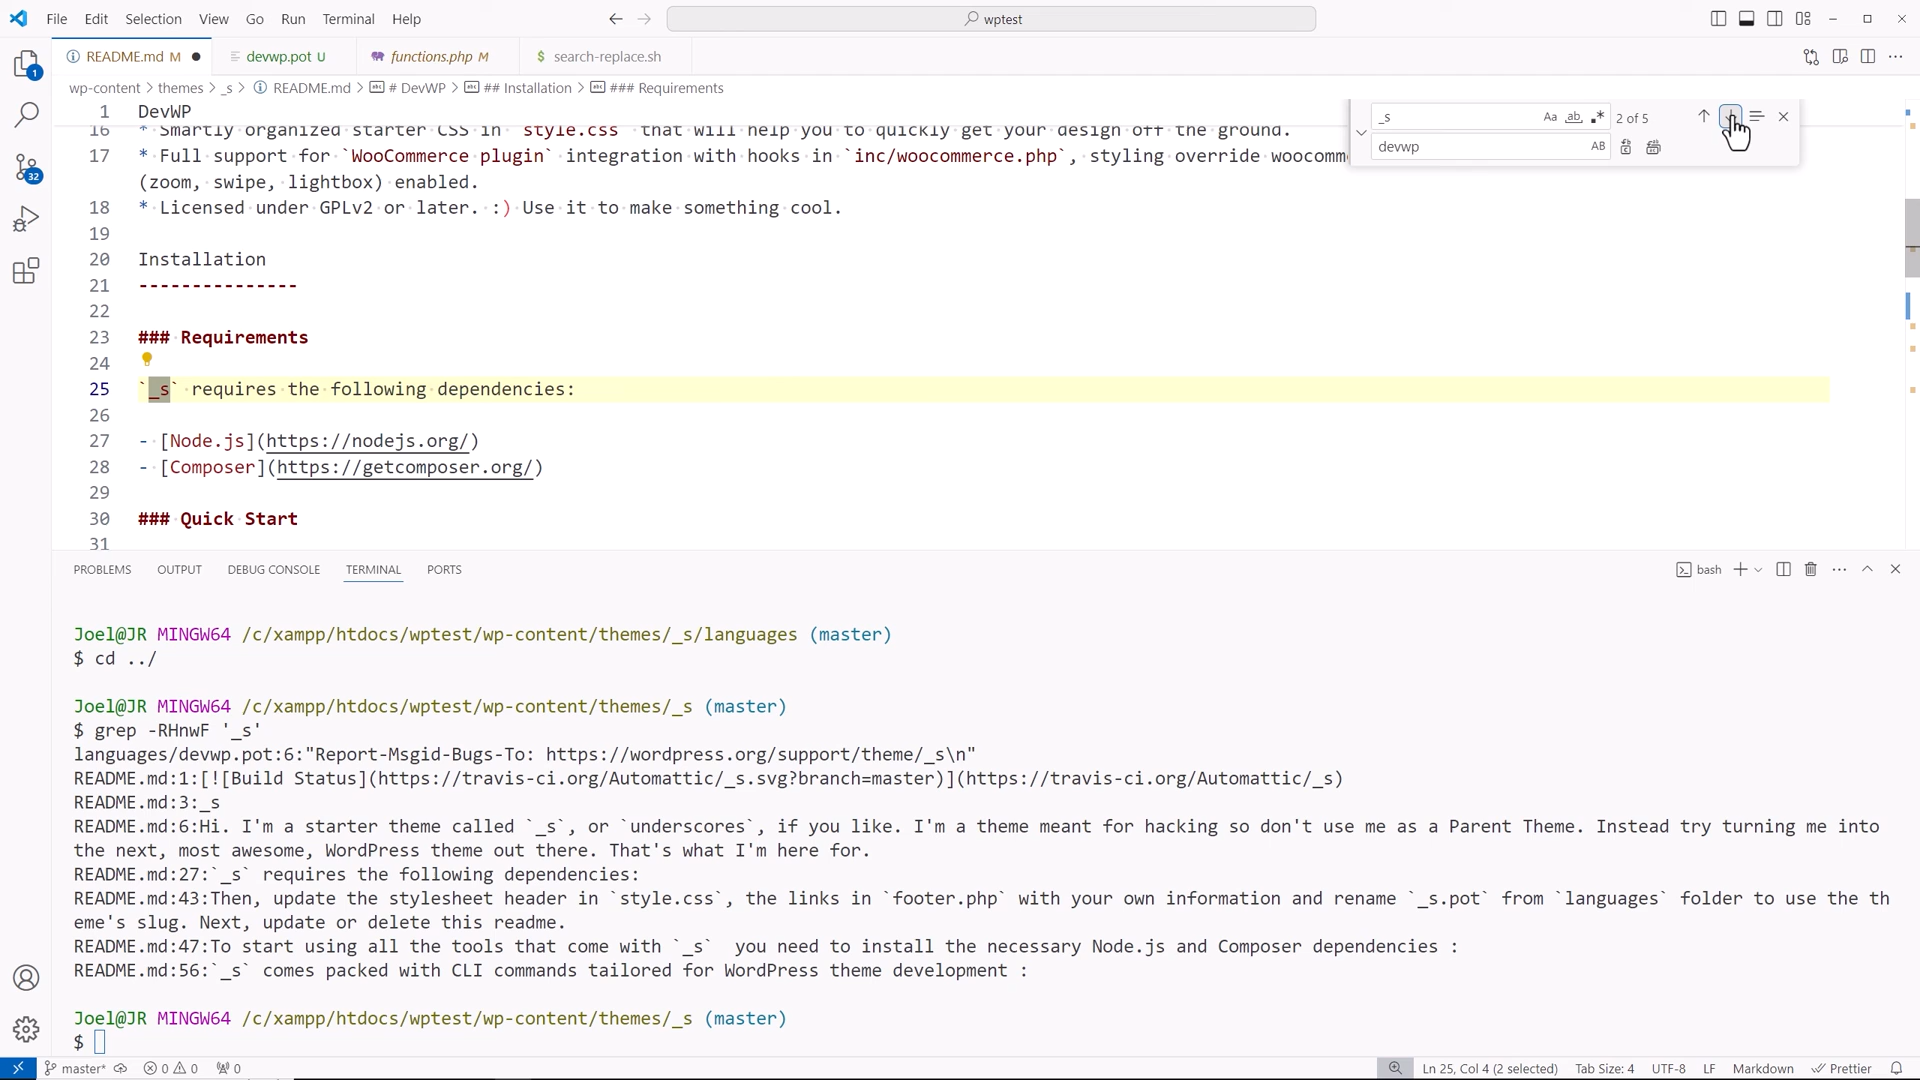 File Edit Selection View Go Run Terminal Help
wptest
README.md M
devwp.pot U
functions.php M
$ search-replace.sh
wp-content > themes > _s > README.md > # DevWP > ## Installation > ### Requirements
1 DevWP
_s Aa ab .* 2 of 5
devwp AB
16 * Smartly organized starter CSS in `style.css` that will help you to quickly get your design off the ground.
17 * Full support for `WooCommerce plugin` integration with hooks in `inc/woocommerce.php`, styling override woocomm
(zoom, swipe, lightbox) enabled.
18 * Licensed under GPLv2 or later. :) Use it to make something cool.
19
20 Installation
21 ---------------
22
23 ### Requirements
24
25 `_s` requires the following dependencies:
26
27 - [Node.js](https://nodejs.org/)
28 - [Composer](https://getcomposer.org/)
29
30 ### Quick Start
31
1
32
PROBLEMS OUTPUT DEBUG CONSOLE TERMINAL PORTS
bash
Joel@JR MINGW64 /c/xampp/htdocs/wptest/wp-content/themes/_s/languages (master)
$ cd ../
Joel@JR MINGW64 /c/xampp/htdocs/wptest/wp-content/themes/_s (master)
$ grep -RHnwF '_s'
languages/devwp.pot:6:"Report-Msgid-Bugs-To: https://wordpress.org/support/theme/_s\n"
README.md:1:[![Build Status](https://travis-ci.org/Automattic/_s.svg?branch=master)](https://travis-ci.org/Automattic/_s)
README.md:3:_s
README.md:6:Hi. I'm a starter theme called `_s`, or `underscores`, if you like. I'm a theme meant for hacking so don't use me as a Parent Theme. Instead try turning me into
the next, most awesome, WordPress theme out there. That's what I'm here for.
README.md:27:`_s` requires the following dependencies:
README.md:43:Then, update the stylesheet header in `style.css`, the links in `footer.php` with your own information and rename `_s.pot` from `languages` folder to use the th
eme's slug. Next, update or delete this readme.
README.md:47:To start using all the tools that come with `_s`  you need to install the necessary Node.js and Composer dependencies :
README.md:56:`_s` comes packed with CLI commands tailored for WordPress theme development :
Joel@JR MINGW64 /c/xampp/htdocs/wptest/wp-content/themes/_s (master)
$
master* 0 0 0 Ln 25, Col 4 (2 selected) Tab Size: 4 UTF-8 LF Markdown Prettier